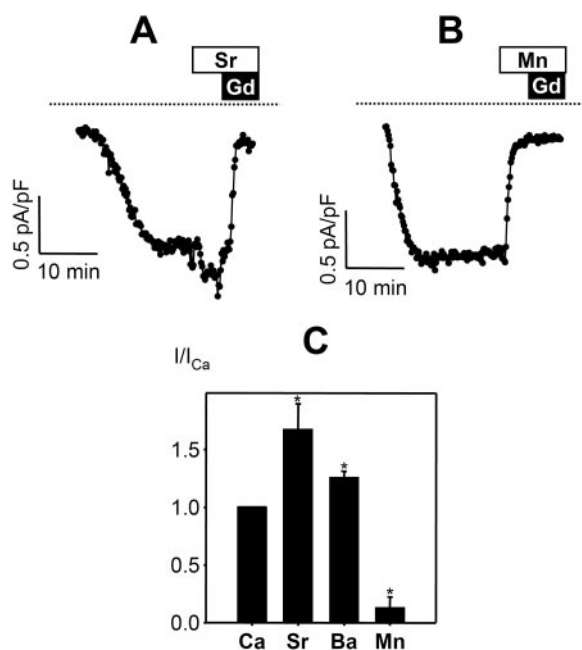 A
Sr
Gd
0.5 pA/pF
10 min
B
Mn
Gd
0.5 pA/pF
10 min
C
I/I_Ca
1.5
1.0
0.5
0.0
*
*
*
Ca Sr Ba Mn